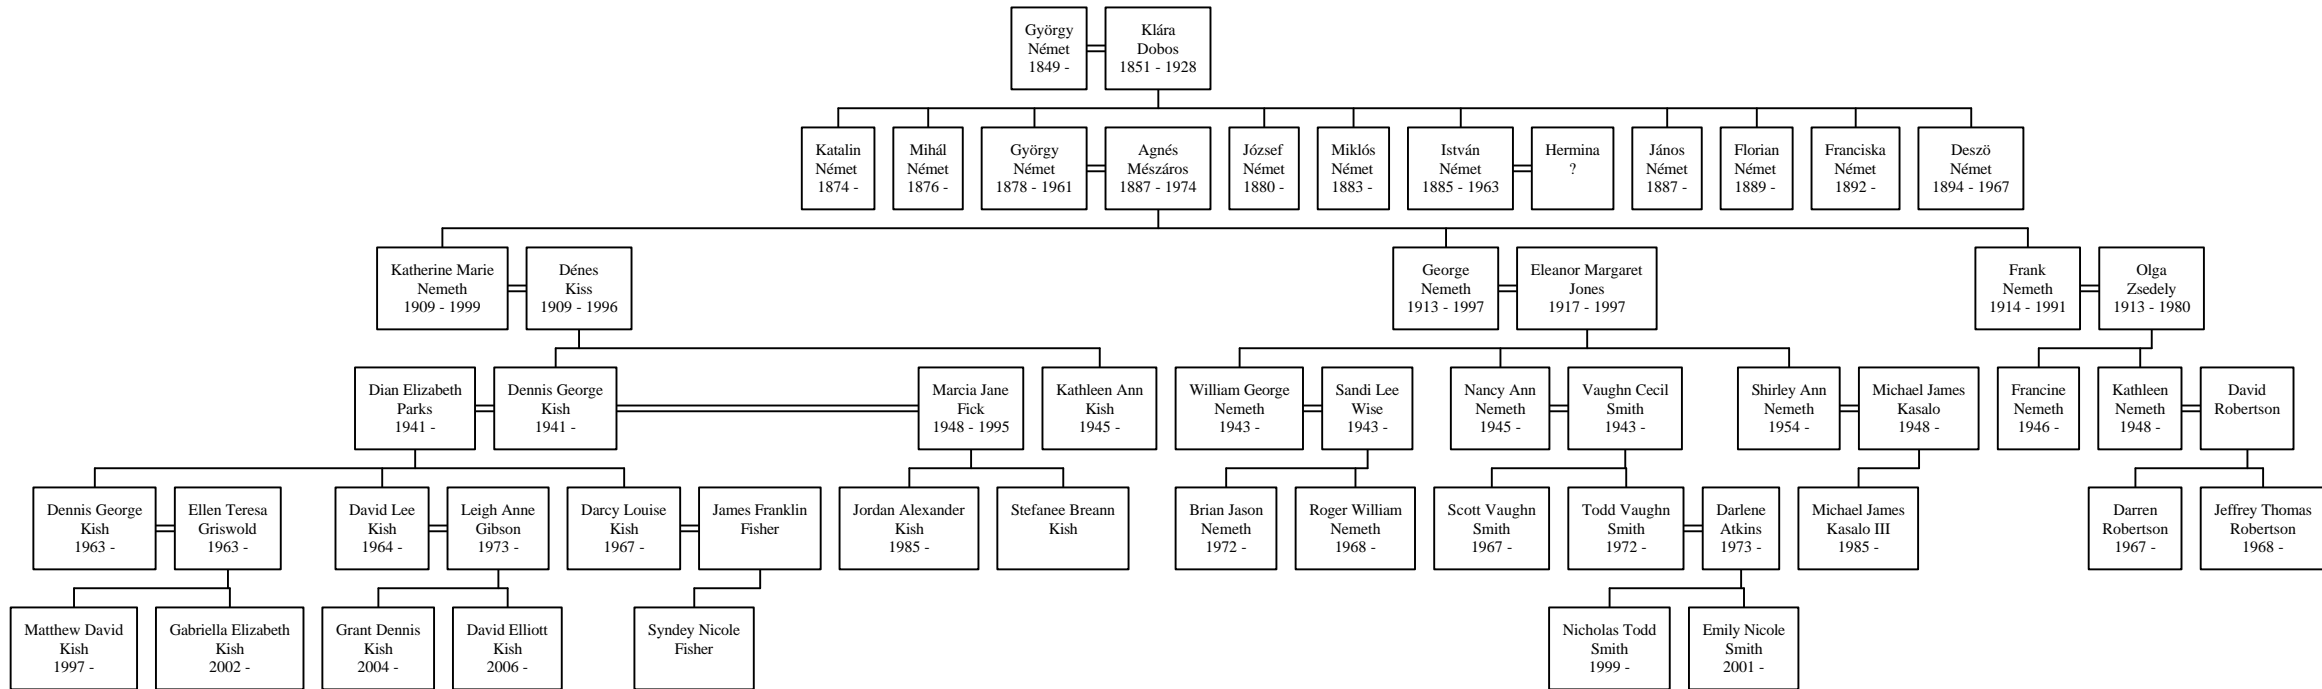 György
Német
1849 -
Klára
Dobos
1851 - 1928
Katalin
Német
1874 -
Mihál
Német
1876 -
György
Német
1878 - 1961
Agnés
Mészáros
1887 - 1974
József
Német
1880 -
Miklós
Német
1883 -
István
Német
1885 - 1963
Hermina
?
János
Német
1887 -
Florian
Német
1889 -
Franciska
Német
1892 -
Deszö
Német
1894 - 1967
Katherine Marie
Nemeth
1909 - 1999
Dénes
Kiss
1909 - 1996
George
Nemeth
1913 - 1997
Eleanor Margaret
Jones
1917 - 1997
Frank
Nemeth
1914 - 1991
Olga
Zsedely
1913 - 1980
Dian Elizabeth
Parks
1941 -
Dennis George
Kish
1941 -
Marcia Jane
Fick
1948 - 1995
Kathleen Ann
Kish
1945 -
William George
Nemeth
1943 -
Sandi Lee
Wise
1943 -
Nancy Ann
Nemeth
1945 -
Vaughn Cecil
Smith
1943 -
Shirley Ann
Nemeth
1954 -
Michael James
Kasalo
1948 -
Francine
Nemeth
1946 -
Kathleen
Nemeth
1948 -
David
Robertson
Dennis George
Kish
1963 -
Ellen Teresa
Griswold
1963 -
David Lee
Kish
1964 -
Leigh Anne
Gibson
1973 -
Darcy Louise
Kish
1967 -
James Franklin
Fisher
Jordan Alexander
Kish
1985 -
Stefanee Breann
Kish
Brian Jason
Nemeth
1972 -
Roger William
Nemeth
1968 -
Scott Vaughn
Smith
1967 -
Todd Vaughn
Smith
1972 -
Darlene
Atkins
1973 -
Michael James
Kasalo III
1985 -
Darren
Robertson
1967 -
Jeffrey Thomas
Robertson
1968 -
Matthew David
Kish
1997 -
Gabriella Elizabeth
Kish
2002 -
Grant Dennis
Kish
2004 -
David Elliott
Kish
2006 -
Syndey Nicole
Fisher
Nicholas Todd
Smith
1999 -
Emily Nicole
Smith
2001 -